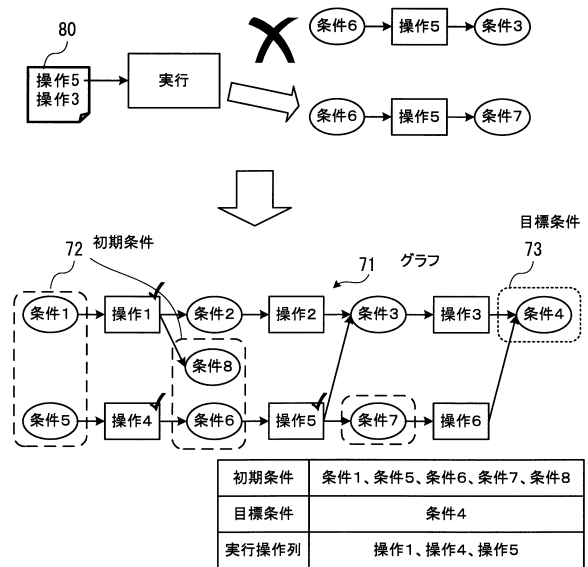 80
操作5
操作3
実行
条件6
操作5
条件3
条件6
操作5
条件7
72
初期条件
71
グラフ
目標条件
73
条件1
操作1
条件2
操作2
条件3
操作3
条件4
条件8
条件5
操作4
条件6
操作5
条件7
操作6
初期条件 条件1、条件5、条件6、条件7、条件8
目標条件 条件4
実行操作列 操作1、操作4、操作5